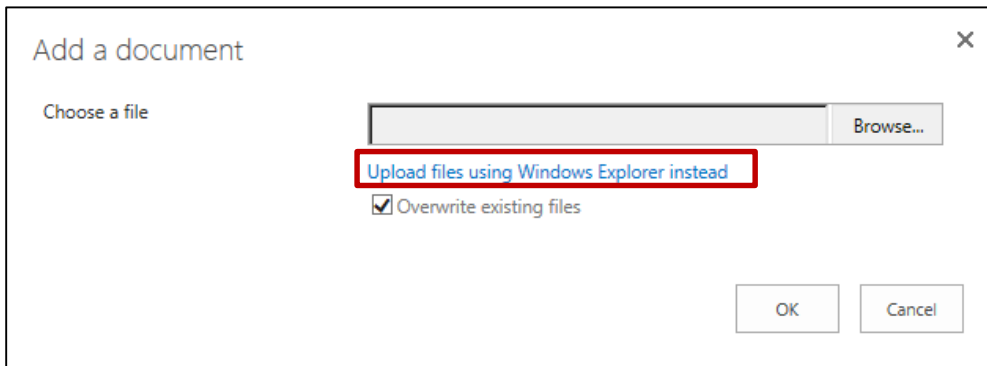 Add a document
Choose a file
Browse...
Upload files using Windows Explorer instead
Overwrite existing files
OK
Cancel